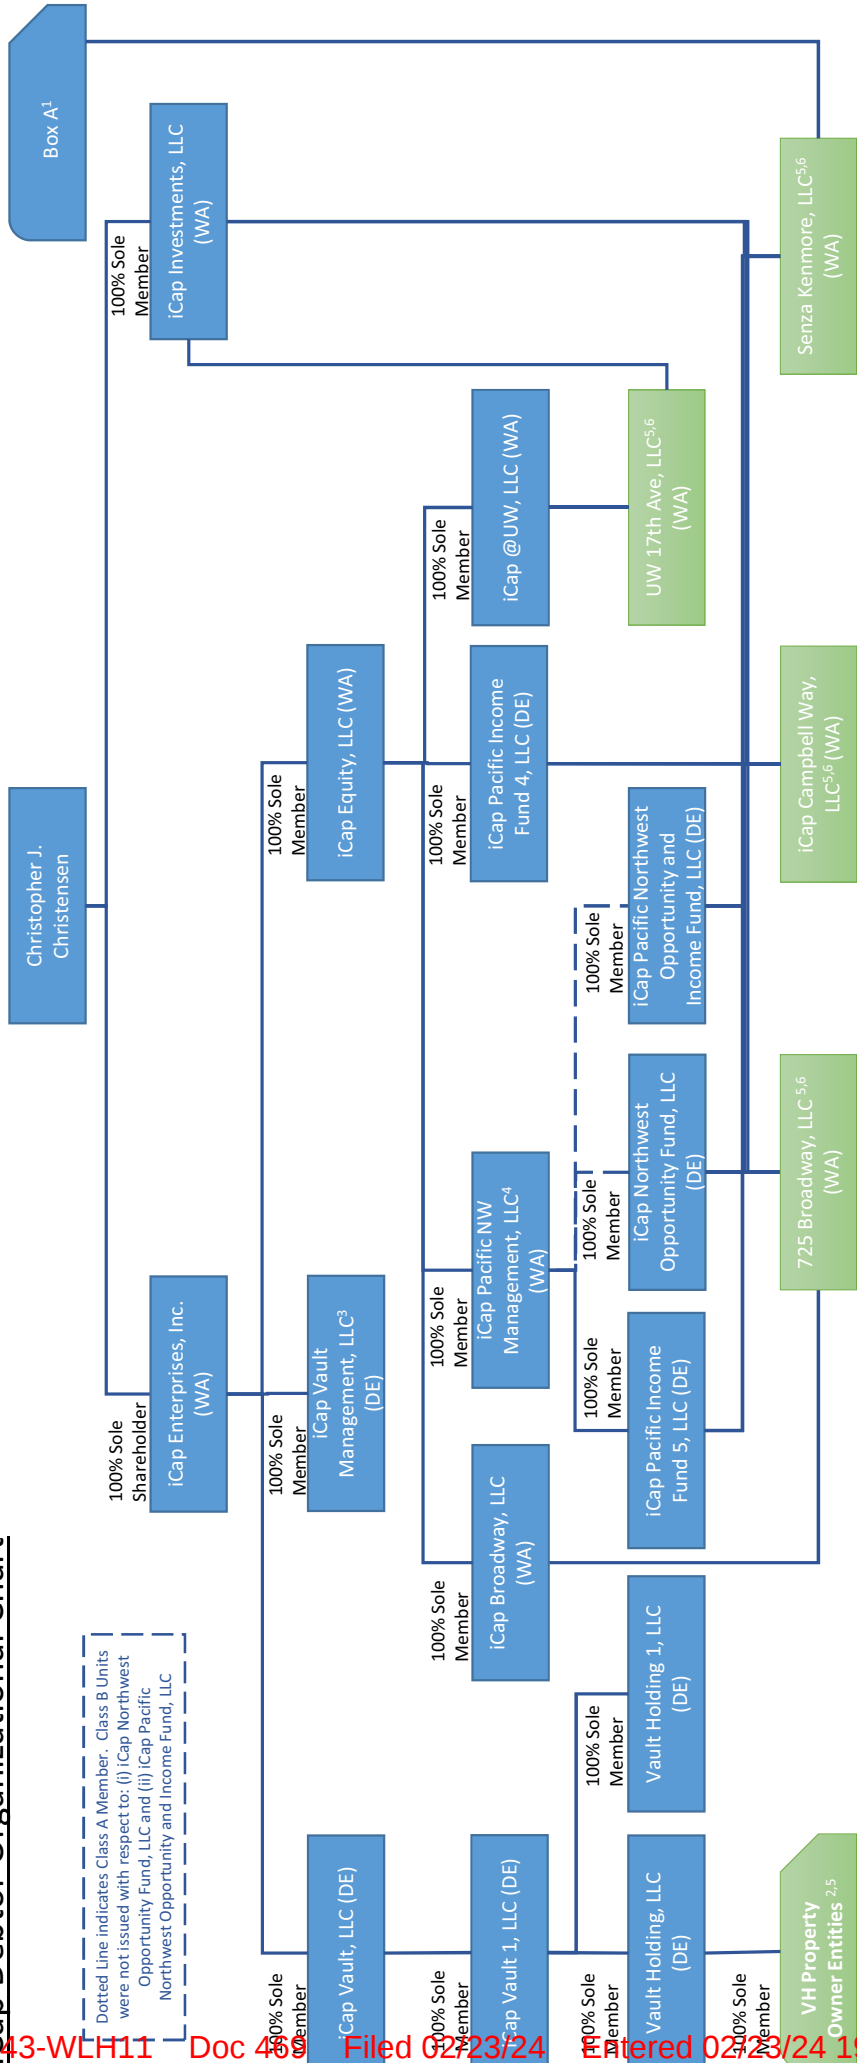 Debtor Organizational Chart
Christopher J.
Christensen
Box A¹
Dotted Line indicates Class A Member. Class B Units
were not issued with respect to: (i) iCap Northwest
Opportunity Fund, LLC and (ii) iCap Pacific
Northwest Opportunity and Income Fund, LLC
100% Sole
Shareholder
iCap Enterprises, Inc.
(WA)
100% Sole
Member
iCap Investments, LLC
(WA)
100% Sole
Member
iCap Vault, LLC (DE)
100% Sole
Member
iCap Vault
Management, LLC³
(DE)
100% Sole
Member
iCap Equity, LLC (WA)
100% Sole
Member
iCap Vault 1, LLC (DE)
100% Sole
Member
iCap Broadway, LLC
(WA)
100% Sole
Member
iCap Pacific NW
Management, LLC⁴
(WA)
100% Sole
Member
iCap Pacific Income
Fund 4, LLC (DE)
100% Sole
Member
iCap @UW, LLC (WA)
100% Sole
Member
Vault Holding, LLC
(DE)
100% Sole
Member
Vault Holding 1, LLC
(DE)
100% Sole
Member
iCap Pacific Income
Fund 5, LLC (DE)
100% Sole
Member
iCap Northwest
Opportunity Fund, LLC
(DE)
100% Sole
Member
iCap Pacific Northwest
Opportunity and
Income Fund, LLC (DE)
UW 17th Ave, LLC⁵,⁶
(WA)
100% Sole
Member
VH Property
Owner Entities ²,⁵
725 Broadway, LLC ⁵,⁶
(WA)
iCap Campbell Way,
LLC⁵,⁶ (WA)
Senza Kenmore, LLC⁵,⁶
(WA)
43-WLH11 Doc 469 Filed 02/23/24 Entered 02/23/24 19